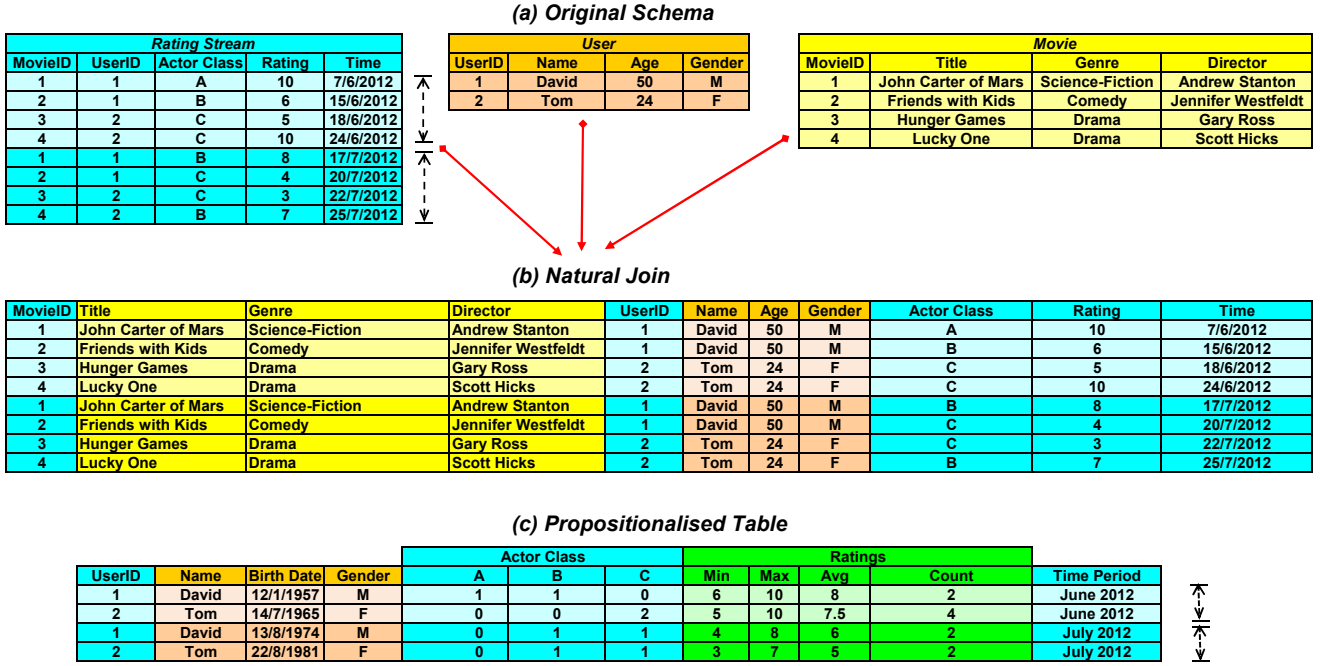 (a) Original Schema
Rating Stream
MovieID UserID Actor Class Rating Time
1 1 A 10 7/6/2012
2 1 B 6 15/6/2012
3 2 C 5 18/6/2012
4 2 C 10 24/6/2012
1 1 B 8 17/7/2012
2 1 C 4 20/7/2012
3 2 C 3 22/7/2012
4 2 B 7 25/7/2012
User
UserID Name Age Gender
1 David 50 M
2 Tom 24 F
Movie
MovieID Title Genre Director
1 John Carter of Mars Science-Fiction Andrew Stanton
2 Friends with Kids Comedy Jennifer Westfeldt
3 Hunger Games Drama Gary Ross
4 Lucky One Drama Scott Hicks
(b) Natural Join
MovieID Title Genre Director UserID Name Age Gender Actor Class Rating Time
1 John Carter of Mars Science-Fiction Andrew Stanton 1 David 50 M A 10 7/6/2012
2 Friends with Kids Comedy Jennifer Westfeldt 1 David 50 M B 6 15/6/2012
3 Hunger Games Drama Gary Ross 2 Tom 24 F C 5 18/6/2012
4 Lucky One Drama Scott Hicks 2 Tom 24 F C 10 24/6/2012
1 John Carter of Mars Science-Fiction Andrew Stanton 1 David 50 M B 8 17/7/2012
2 Friends with Kids Comedy Jennifer Westfeldt 1 David 50 M C 4 20/7/2012
3 Hunger Games Drama Gary Ross 2 Tom 24 F C 3 22/7/2012
4 Lucky One Drama Scott Hicks 2 Tom 24 F B 7 25/7/2012
(c) Propositionalised Table
Actor Class Ratings
UserID Name Birth Date Gender A B C Min Max Avg Count Time Period
1 David 12/1/1957 M 1 1 0 6 10 8 2 June 2012
2 Tom 14/7/1965 F 0 0 2 5 10 7.5 4 June 2012
1 David 13/8/1974 M 0 1 1 4 8 6 2 July 2012
2 Tom 22/8/1981 F 0 1 1 3 7 5 2 July 2012